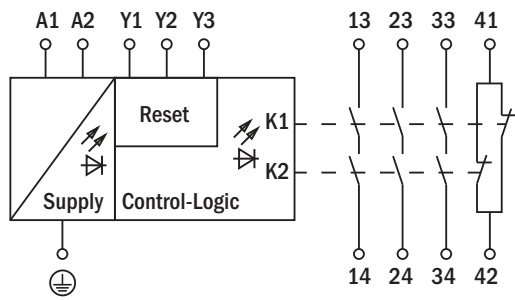 A1 A2 Y1 Y2 Y3 13 23 33 41
Reset
K1
K2
Supply Control-Logic
14 24 34 42